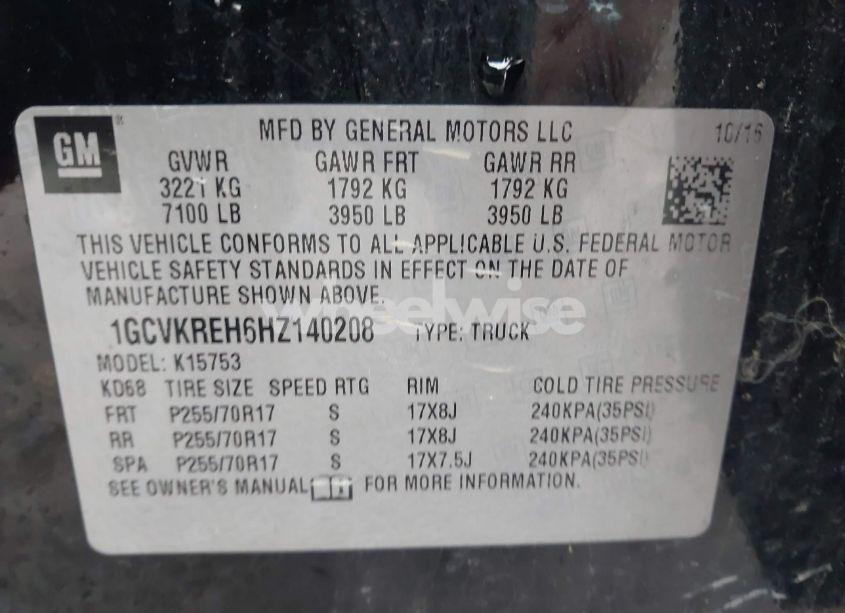 GM® MFD BY GENERAL MOTORS LLC 10/16
GVWR GAWR FRT GAWR RR
3221 KG 1792 KG 1792 KG
7100 LB 3950 LB 3950 LB
THIS VEHICLE CONFORMS TO ALL APPLICABLE U.S. FEDERAL MOTOR
VEHICLE SAFETY STANDARDS IN EFFECT ON THE DATE OF
MANUFACTURE SHOWN ABOVE.
wheelwise
1GCVKREH6HZ140208 TYPE: TRUCK
MODEL: K15753
KD68 TIRE SIZE SPEED RTG RIM COLD TIRE PRESSURE
FRT P255/70R17 S 17X8J 240KPA(35PSI)
RR P255/70R17 S 17X8J 240KPA(35PSI)
SPA P255/70R17 S 17X7.5J 240KPA(35PSI)
SEE OWNER'S MANUAL FOR MORE INFORMATION.